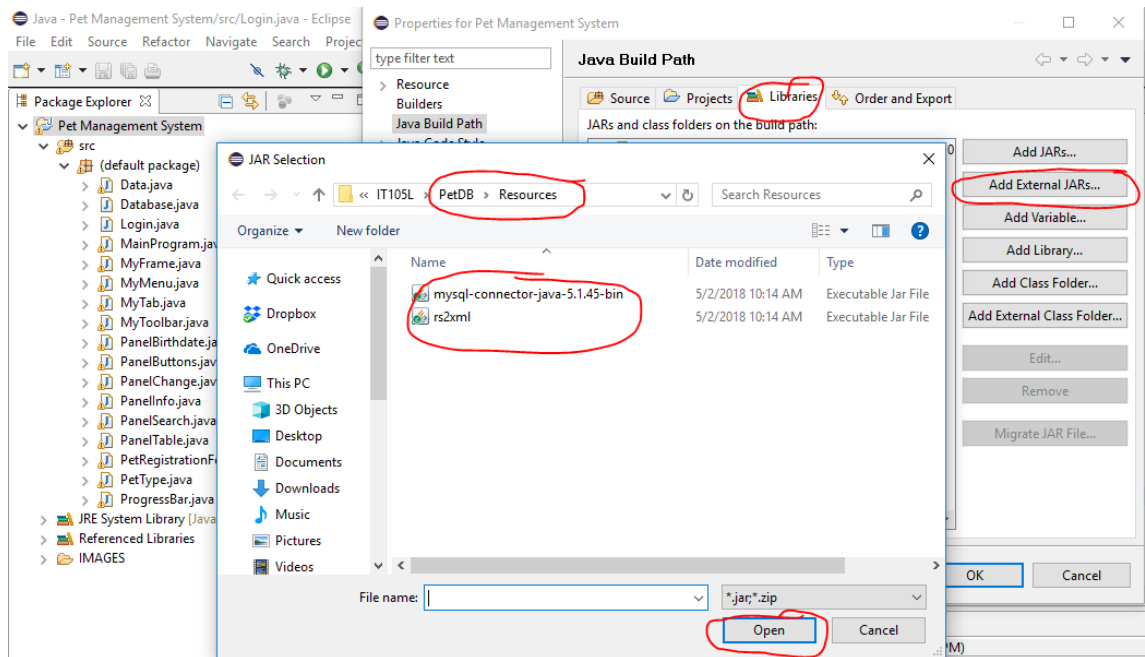 Java - Pet Management System/src/Login.java - Eclipse
File Edit Source Refactor Navigate Search Projec
Package Explorer
Pet Management System
src
(default package)
Data.java
Database.java
Login.java
MainProgram.jav
MyFrame.java
MyMenu.java
MyTab.java
MyToolbar.java
PanelBirthdate.ja
PanelButtons.jav
PanelChange.jav
PanelInfo.java
PanelSearch.java
PanelTable.java
PetRegistrationF
PetType.java
ProgressBar.java
JRE System Library [Java
Referenced Libraries
IMAGES
Properties for Pet Management System
type filter text
Resource
Builders
Java Build Path
Java Code Style
Java Build Path
Source Projects Libraries Order and Export
JARs and class folders on the build path:
Add JARs...
Add External JARs...
Add Variable...
Add Library...
Add Class Folder...
Add External Class Folder...
Edit...
Remove
Migrate JAR File...
OK Cancel
JAR Selection
« IT105L › PetDB › Resources
Search Resources
Organize New folder
Quick access
Dropbox
OneDrive
This PC
3D Objects
Desktop
Documents
Downloads
Music
Pictures
Videos
Name Date modified Type
mysql-connector-java-5.1.45-bin 5/2/2018 10:14 AM Executable Jar File
rs2xml 5/2/2018 10:14 AM Executable Jar File
File name: *.jar;*.zip
Open Cancel
PM)